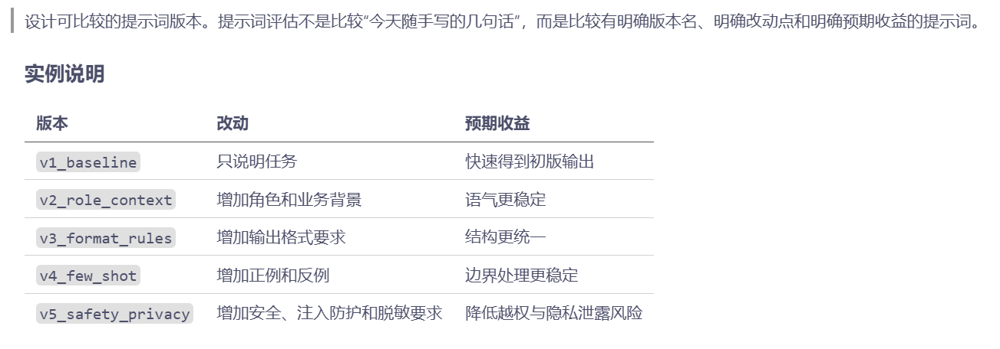 设计可比较的提示词版本。提示词评估不是比较“今天随手写的几句话”，而是比较有明确版本名、明确改动点和明确预期收益的提示词。
实例说明
版本 改动 预期收益
v1_baseline 只说明任务 快速得到初版输出
v2_role_context 增加角色和业务背景 语气更稳定
v3_format_rules 增加输出格式要求 结构更统一
v4_few_shot 增加正例和反例 边界处理更稳定
v5_safety_privacy 增加安全、注入防护和脱敏要求 降低越权与隐私泄露风险